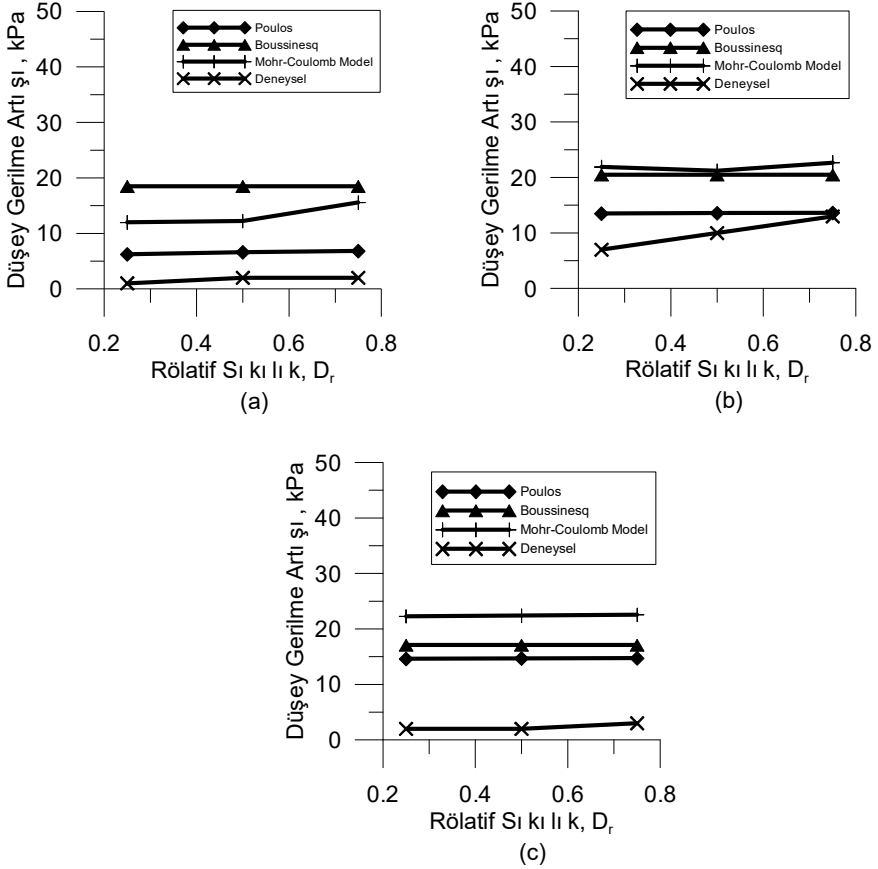 50
40
30
20
10
0
Düşey Gerilme Artı şı , kPa
Poulos
Boussinesq
Mohr-Coulomb Model
Deneysel
0.2 0.4 0.6 0.8
Rölatif Sı kı lı k, Dr
(a)
50
40
30
20
10
0
Düşey Gerilme Artı şı , kPa
Poulos
Boussinesq
Mohr-Coulomb Model
Deneysel
0.2 0.4 0.6 0.8
Rölatif Sı kı lı k, Dr
(b)
50
40
30
20
10
0
Düşey Gerilme Artı şı , kPa
Poulos
Boussinesq
Mohr-Coulomb Model
Deneysel
0.2 0.4 0.6 0.8
Rölatif Sı kı lı k, Dr
(c)